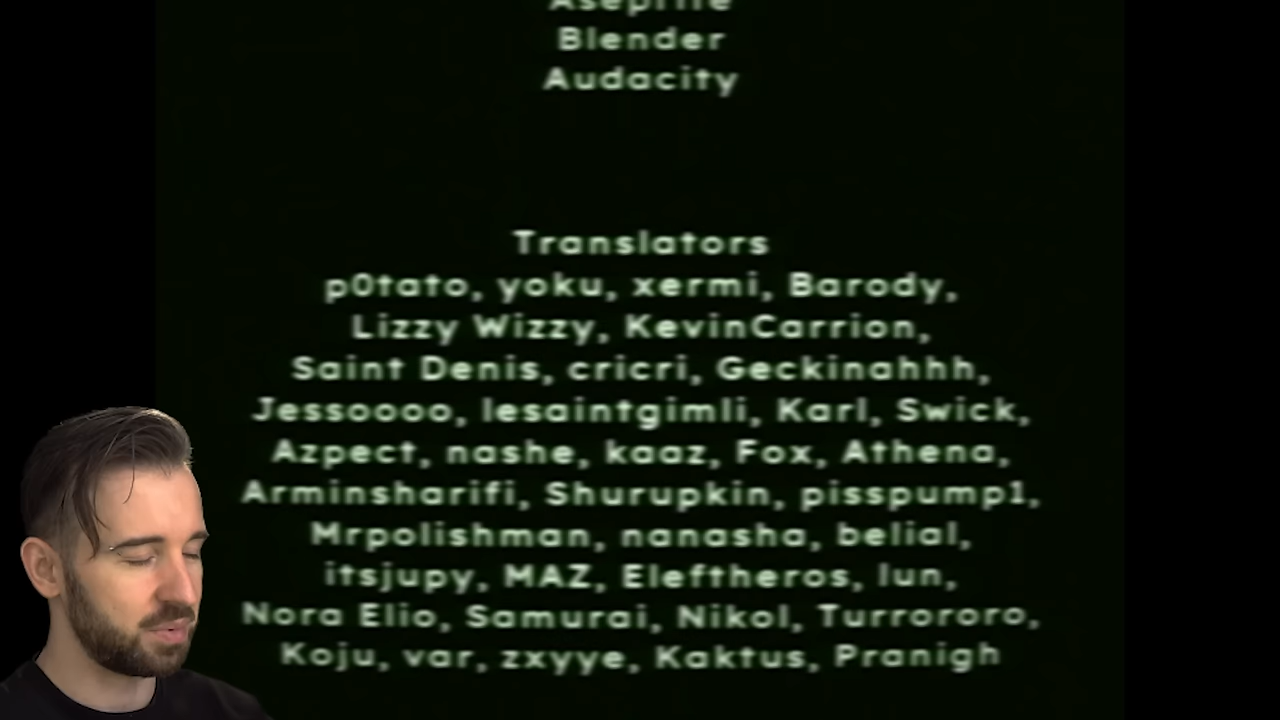 Aseprite
Blender
Audacity
Translators
p0tato, yoku, xermi, Barody,
Lizzy Wizzy, KevinCarrion,
Saint Denis, cricri, Geckinahhh,
Jessoooo, lesaintgimli, Karl, Swick,
Azpect, nashe, kaaz, Fox, Athena,
Arminsharifi, Shurupkin, pisspump1,
Mrpolishman, nanasha, belial,
itsjupy, MAZ, Eleftheros, lun,
Nora Elio, Samurai, Nikol, Turrororo,
Koju, var, zxyye, Kaktus, Pranigh